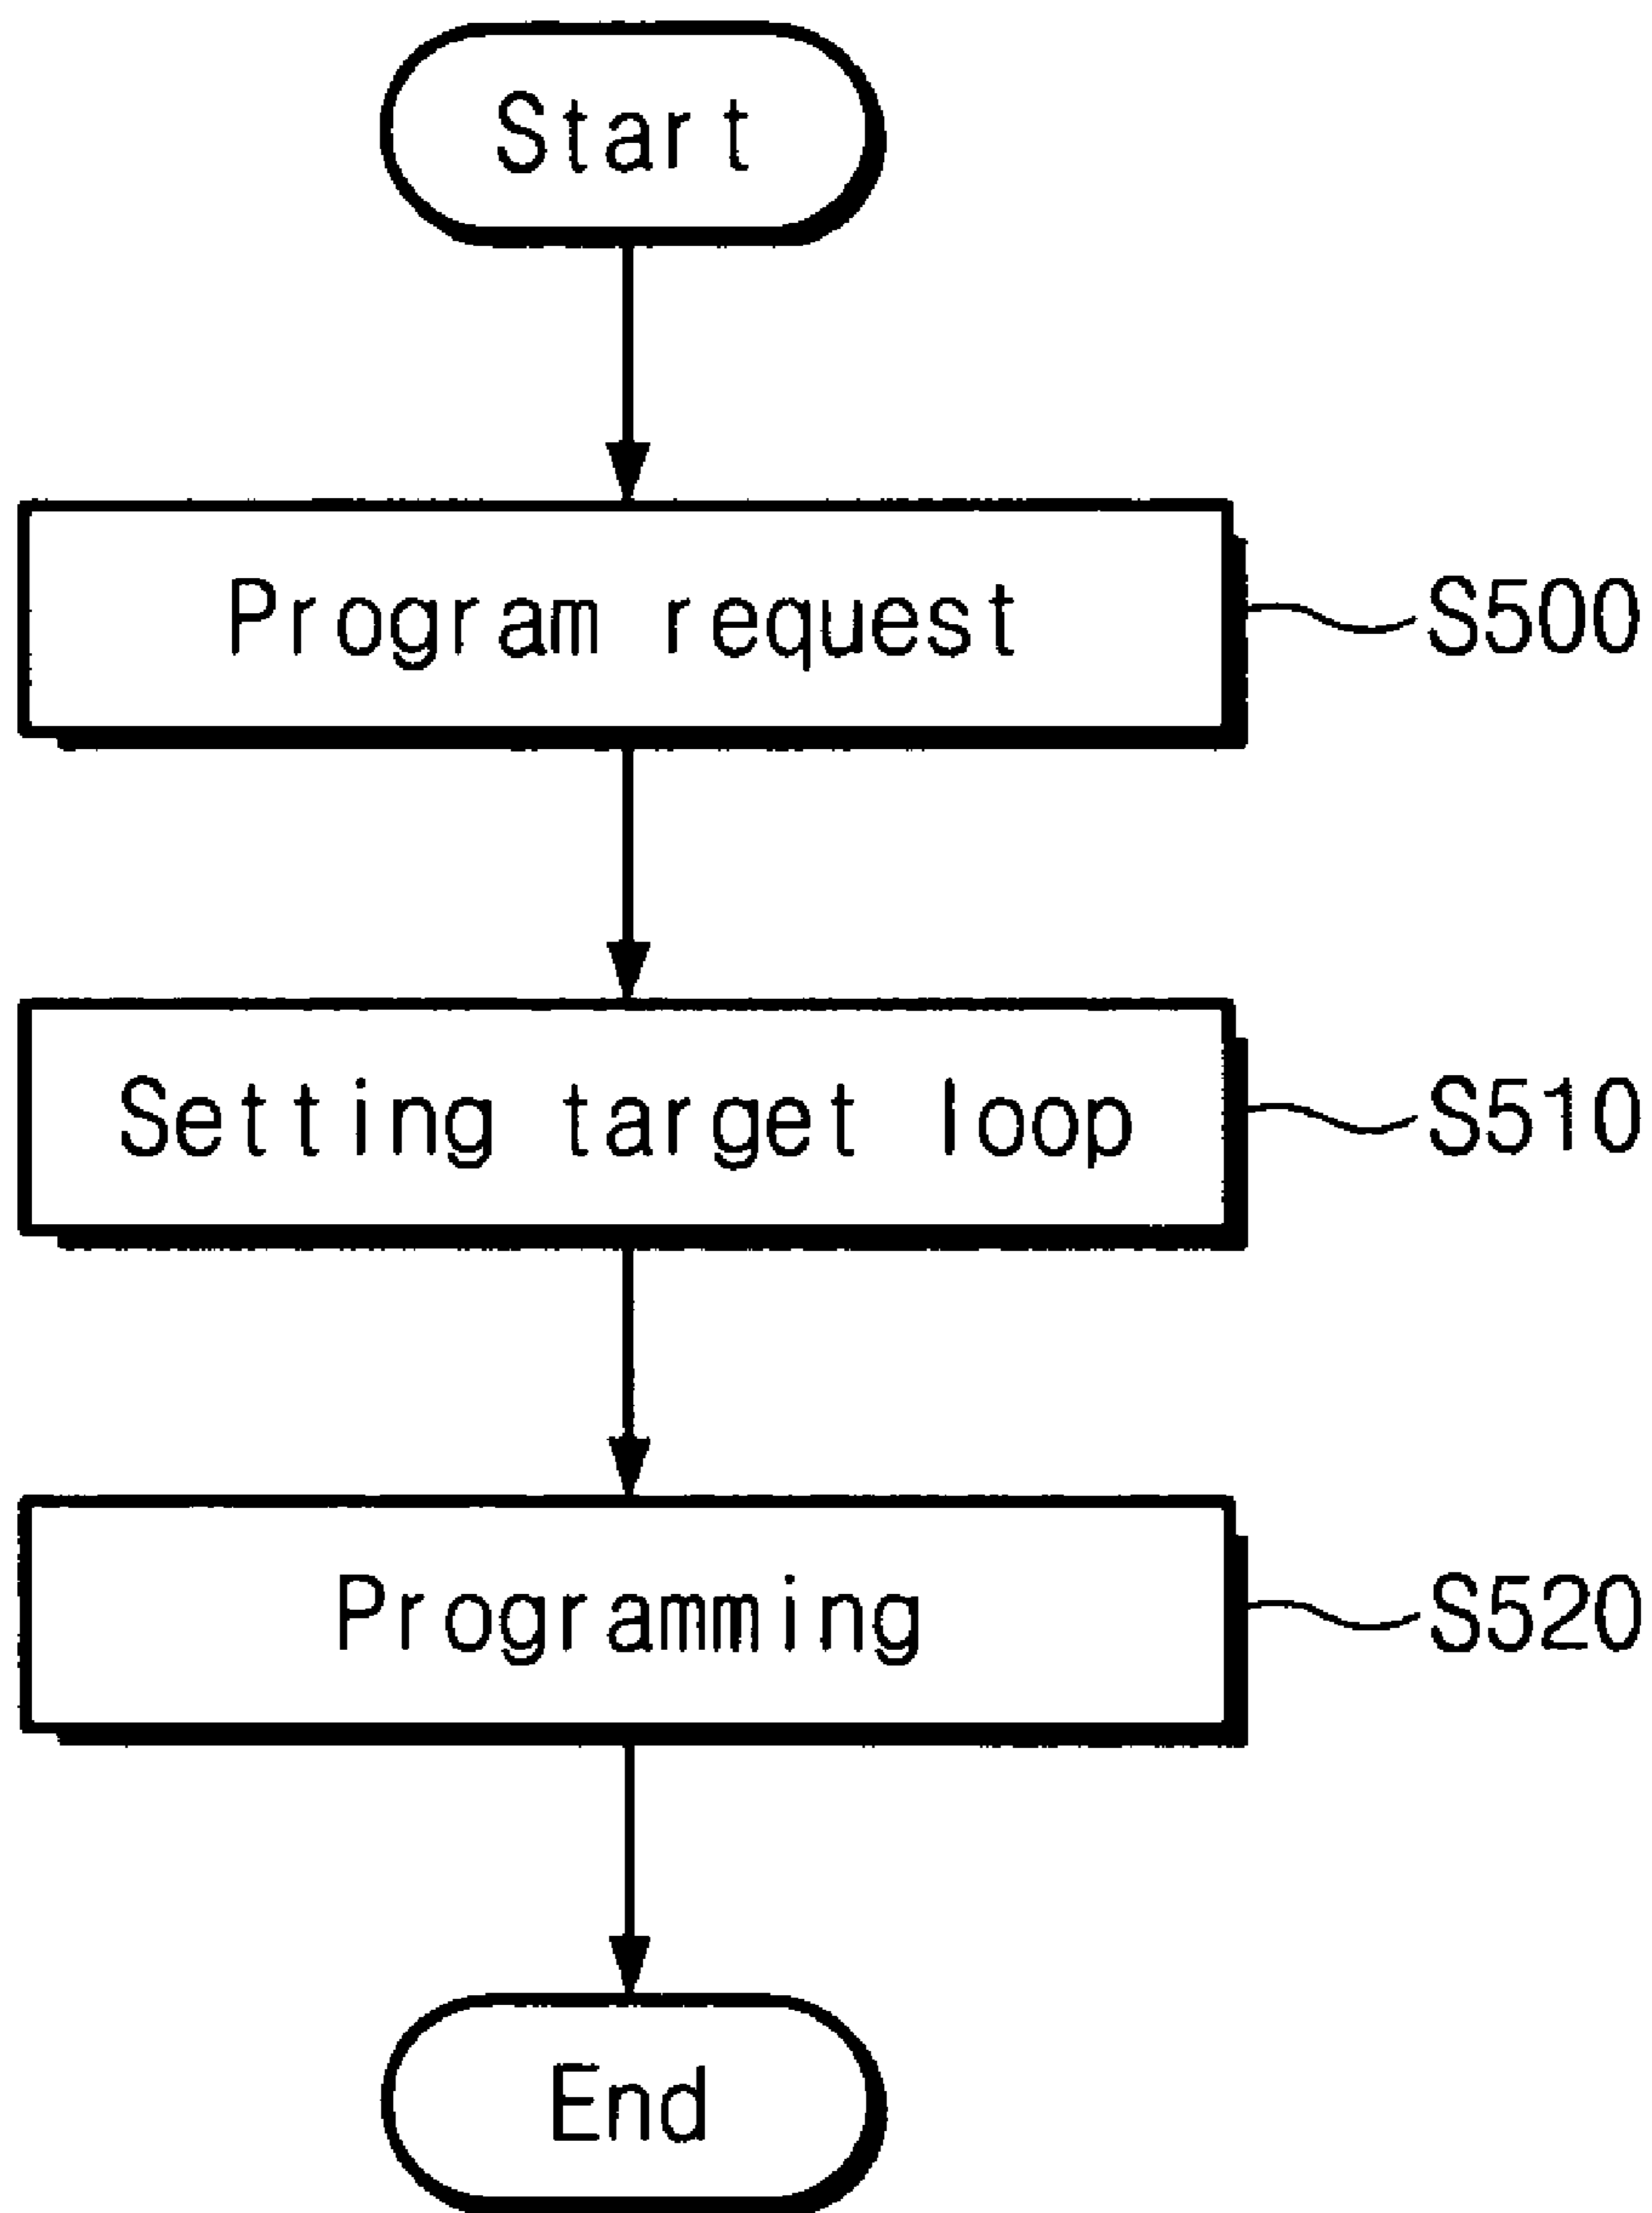 Start
Program request
S500
Setting target loop
S510
Programming
S520
End